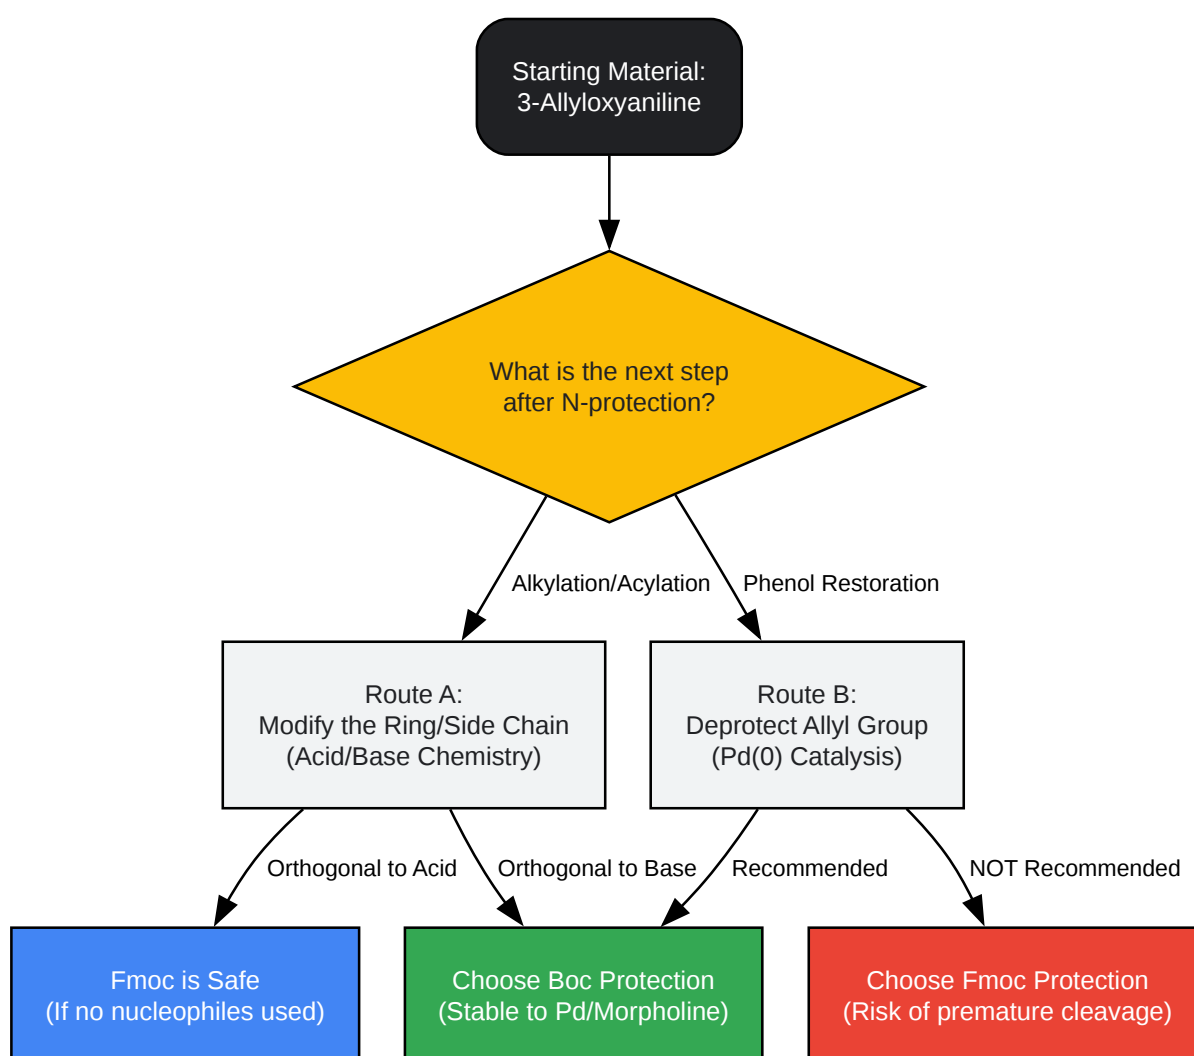 Starting Material:
3-Allyloxyaniline
What is the next step
after N-protection?
Alkylation/Acylation
Phenol Restoration
Route A:
Modify the Ring/Side Chain
(Acid/Base Chemistry)
Route B:
Deprotect Allyl Group
(Pd(0) Catalysis)
Orthogonal to Acid
Orthogonal to Base
Recommended
NOT Recommended
Fmoc is Safe
(If no nucleophiles used)
Choose Boc Protection
(Stable to Pd/Morpholine)
Choose Fmoc Protection
(Risk of premature cleavage)